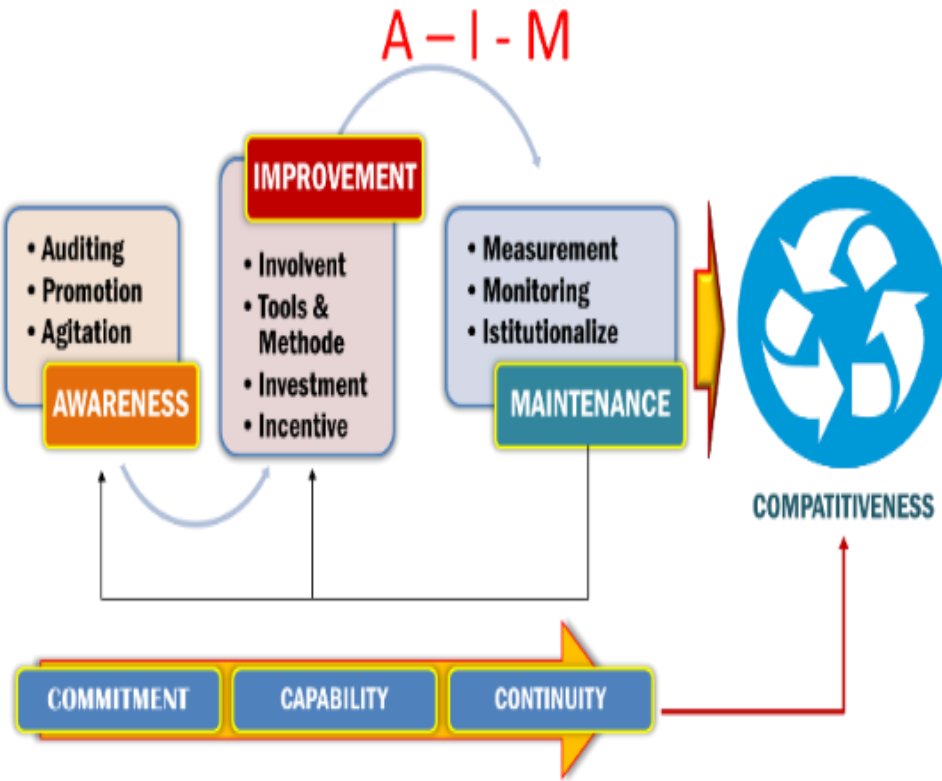 A – I - M
IMPROVEMENT
• Auditing
• Promotion
• Agitation
AWARENESS
• Involvent
• Tools &
Methode
• Investment
• Incentive
• Measurement
• Monitoring
• Istitutionalize
MAINTENANCE
COMPATITIVENESS
COMMITMENT
CAPABILITY
CONTINUITY